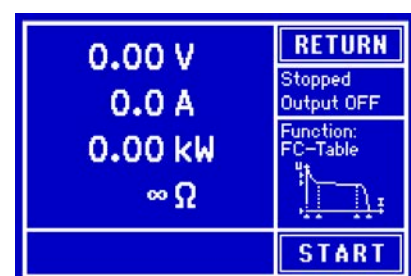 0.00 V
0.0 A
0.00 kW
∞ Ω
RETURN
Stopped
Output OFF
Function:
FC-Table
U
I
START